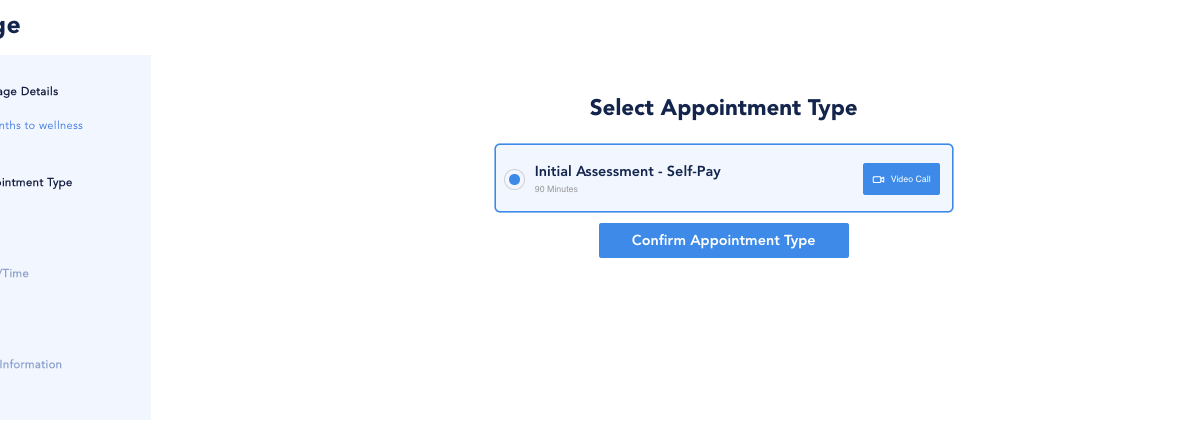 ge
age Details
nths to wellness
ointment Type
/Time
Information
Select Appointment Type
Initial Assessment - Self-Pay
90 Minutes
Video Call
Confirm Appointment Type